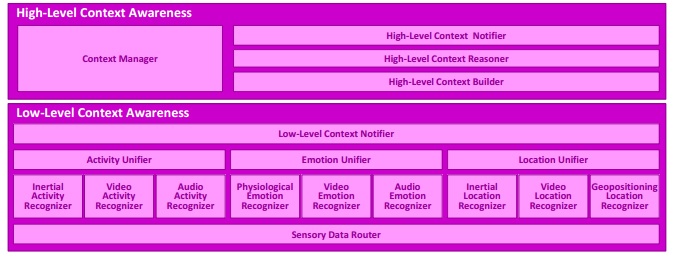 High-Level Context Awareness
Context Manager
High-Level Context Notifier
High-Level Context Reasoner
High-Level Context Builder
Low-Level Context Awareness
Low-Level Context Notifier
Activity Unifier
Emotion Unifier
Location Unifier
Inertial
Activity
Recognizer
Video
Activity
Recognizer
Audio
Activity
Recognizer
Physiological
Emotion
Recognizer
Video
Emotion
Recognizer
Audio
Emotion
Recognizer
Inertial
Location
Recognizer
Video
Location
Recognizer
Geopositioning
Location
Recognizer
Sensory Data Router